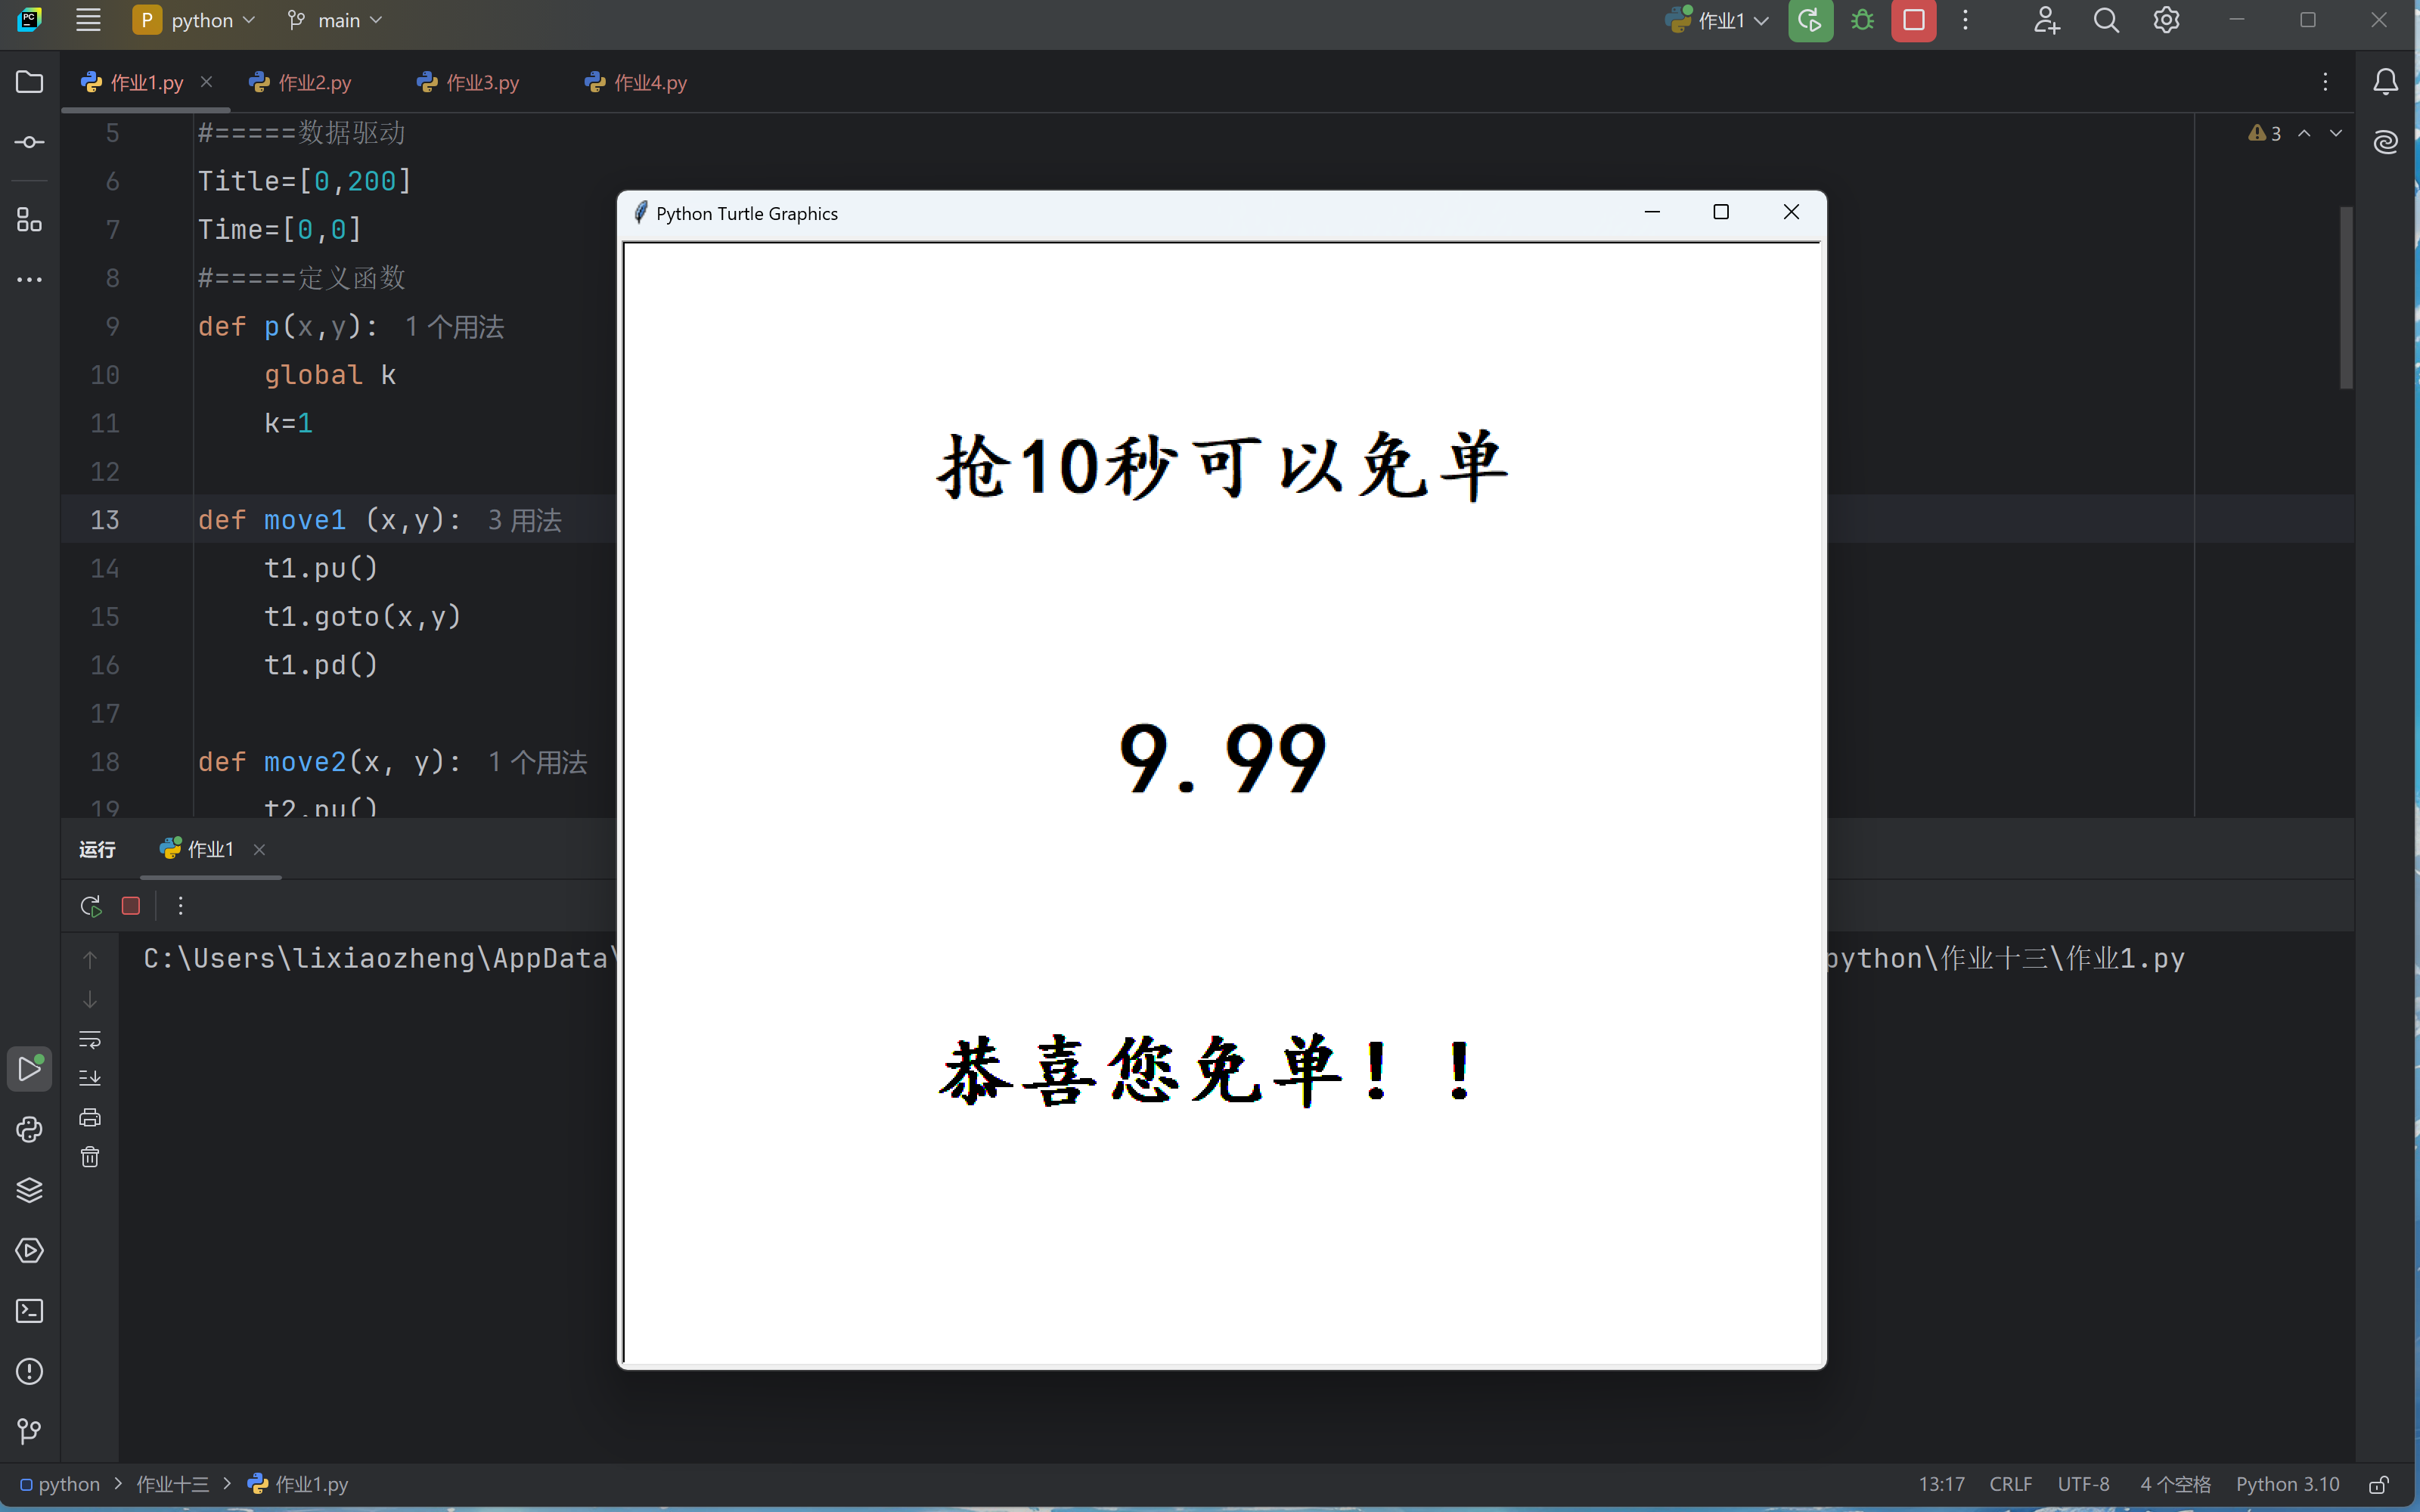 P python main 作业1
作业1.py 作业2.py 作业3.py 作业4.py
5 #=====数据驱动
3
6 Title=[0,200]
7 Time=[0,0]
8 #=====定义函数
9 def p(x,y): 1 个用法
10 global k
11 k=1
12
13 def move1 (x,y): 3 用法
14 t1.pu()
15 t1.goto(x,y)
16 t1.pd()
17
18 def move2(x, y): 1 个用法
19 t2.pu()
Python Turtle Graphics
抢10秒可以免单
9.99
恭喜您免单！！
运行 作业1
C:\Users\lixiaozheng\AppData\
python\作业十三\作业1.py
python > 作业十三 > 作业1.py
13:17 CRLF UTF-8 4 个空格 Python 3.10